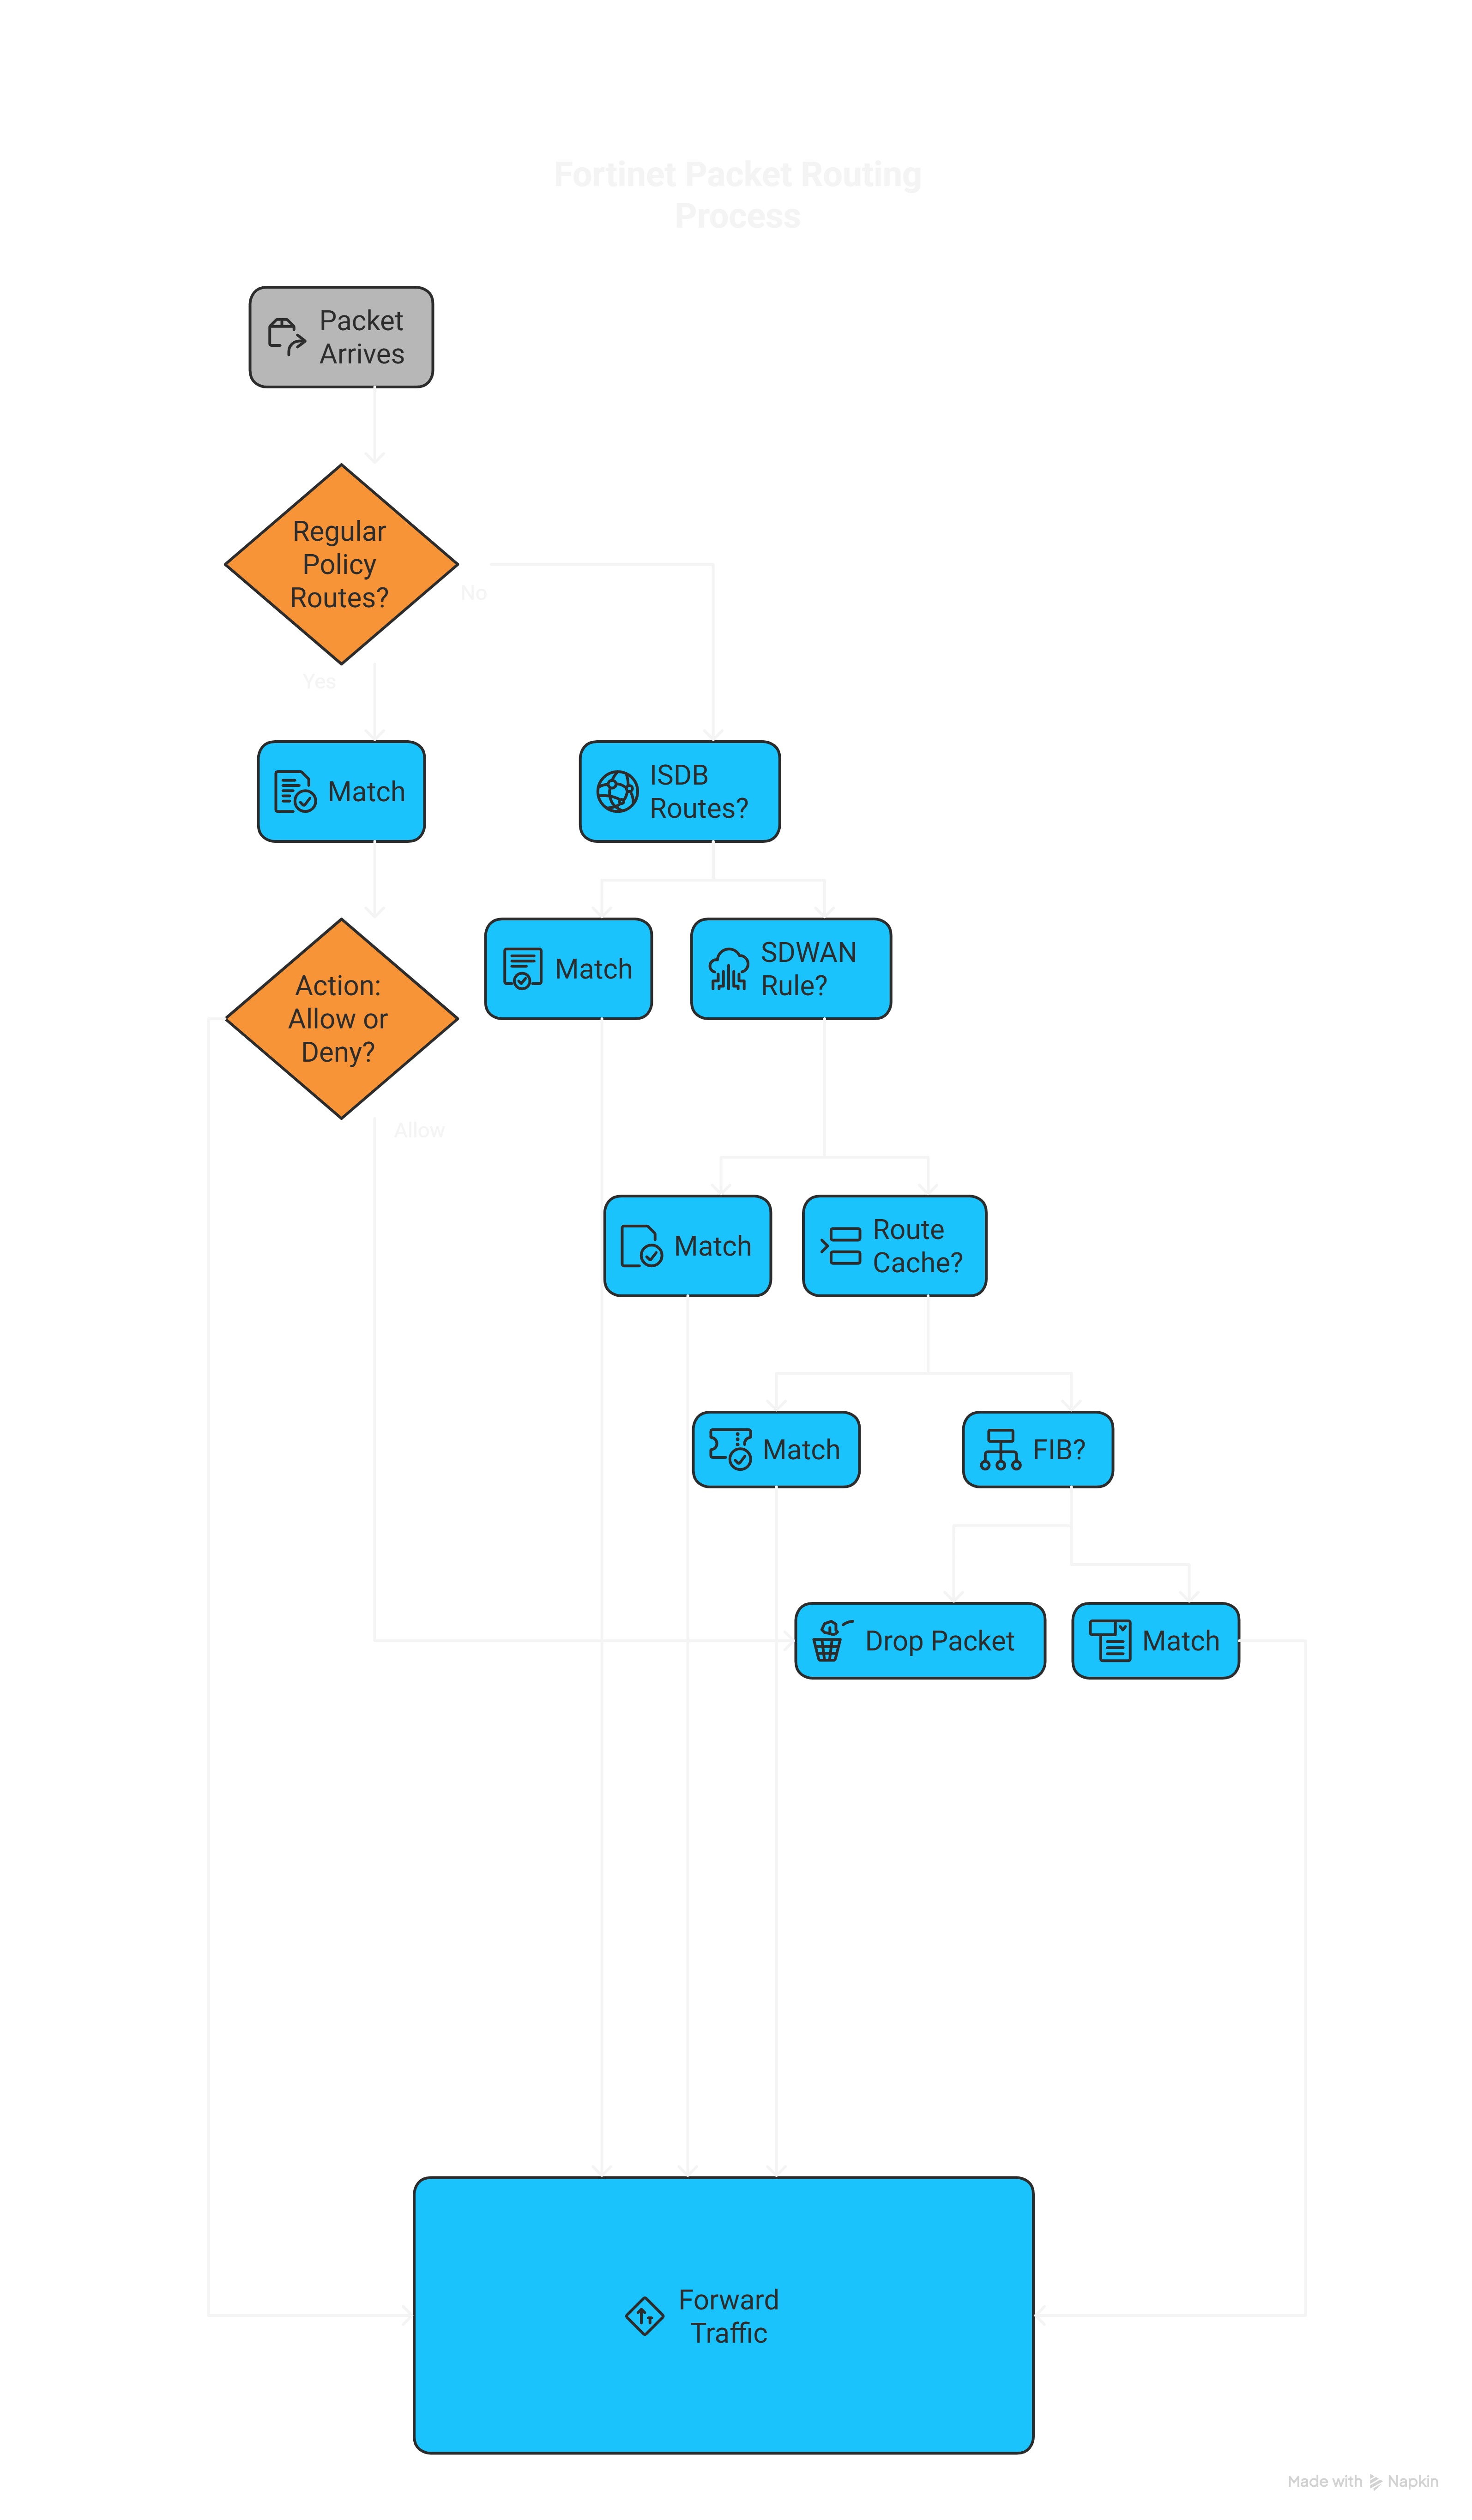 Fortinet Packet Routing
Process
Packet
Arrives
Regular
Policy
Routes?
No
Yes
Match
ISDB
Routes?
Match
SDWAN
Rule?
Action:
Allow or
Deny?
Allow
Match
Route
Cache?
Match
FIB?
Drop Packet
Match
Forward
Traffic
Made with Napkin